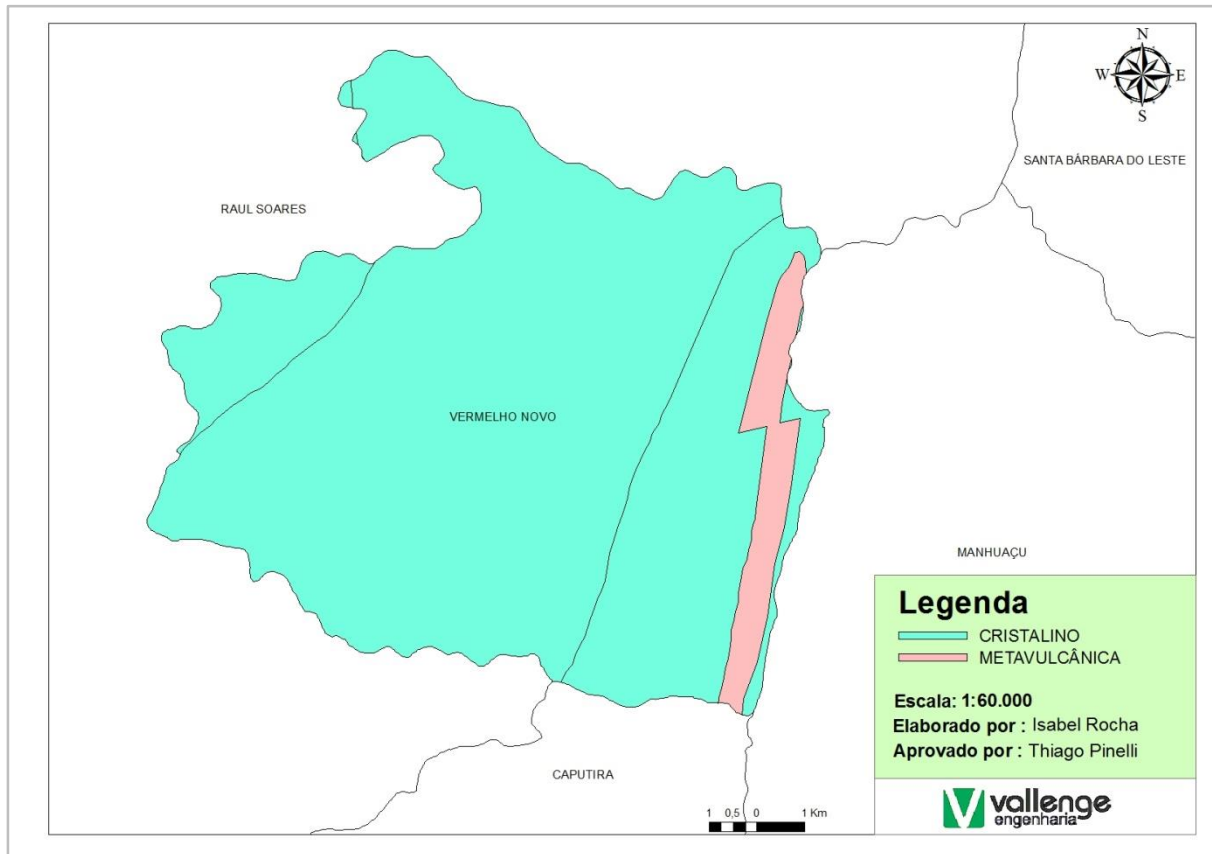 N
W E
S
SANTA BÁRBARA DO LESTE
RAUL SOARES
VERMELHO NOVO
MANHUAÇU
CAPUTIRA
Legenda
CRISTALINO
METAVULCÂNICA
Escala: 1:60.000
Elaborado por : Isabel Rocha
Aprovado por : Thiago Pinelli
1 0,5 0 1 Km
vallenge
engenharia